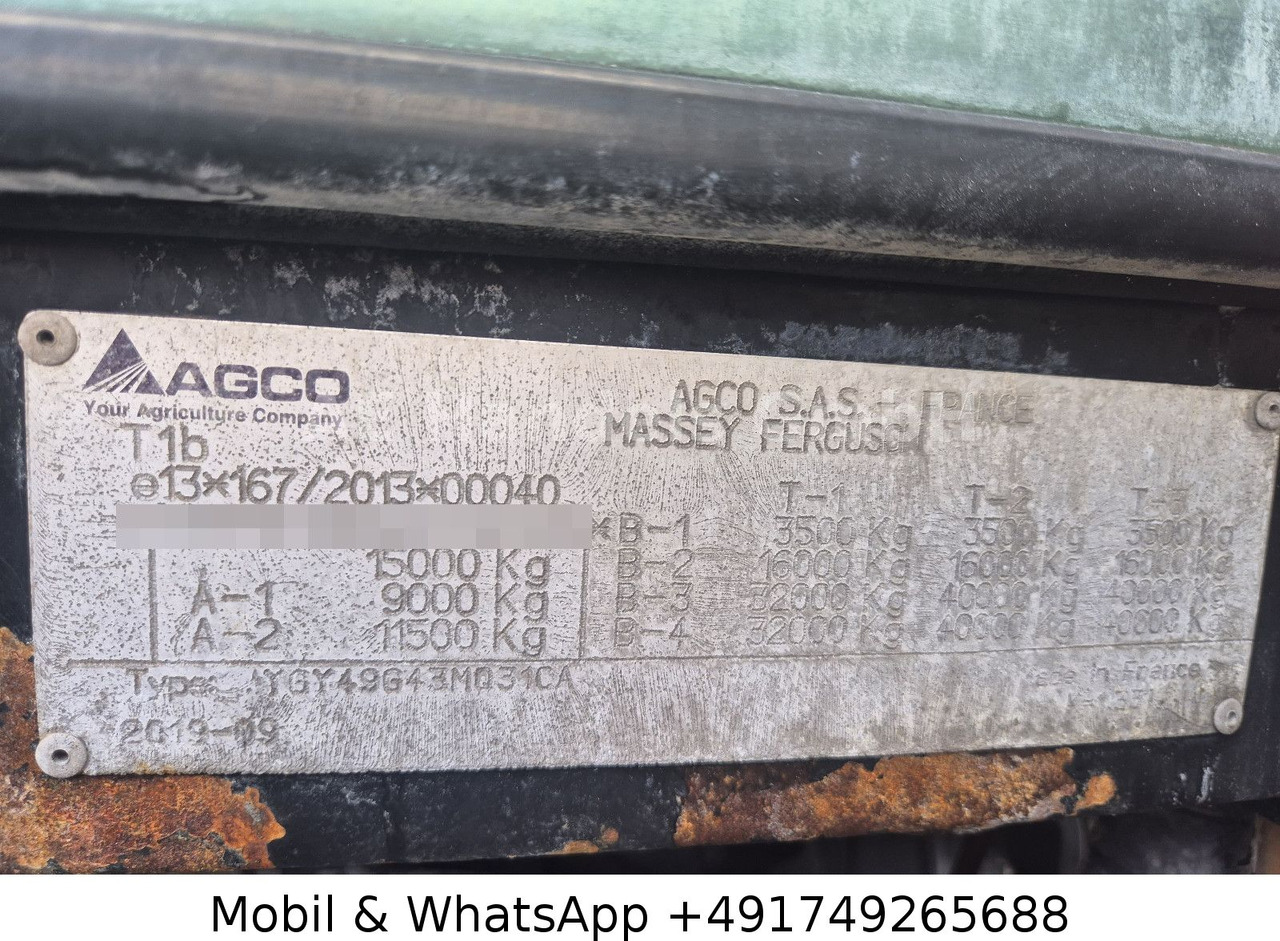 AGCO
Your Agriculture Company
AGCO S.A.S. - FRANCE
MASSEY FERGUSON
T1b
e13*167/2013*00040
T-1 T-2 T-3
* B-1 3500 Kg 3500 Kg 3500 Kg
15000 Kg B-2 16000 Kg 16000 Kg 16000 Kg
A-1 9000 Kg B-3 32000 Kg 40000 Kg 40000 Kg
A-2 11500 Kg B-4 32000 Kg 40000 Kg 40000 Kg
Type: YGY49G43MQ31CA
Made in France
2019-09
Mobil & WhatsApp +491749265688